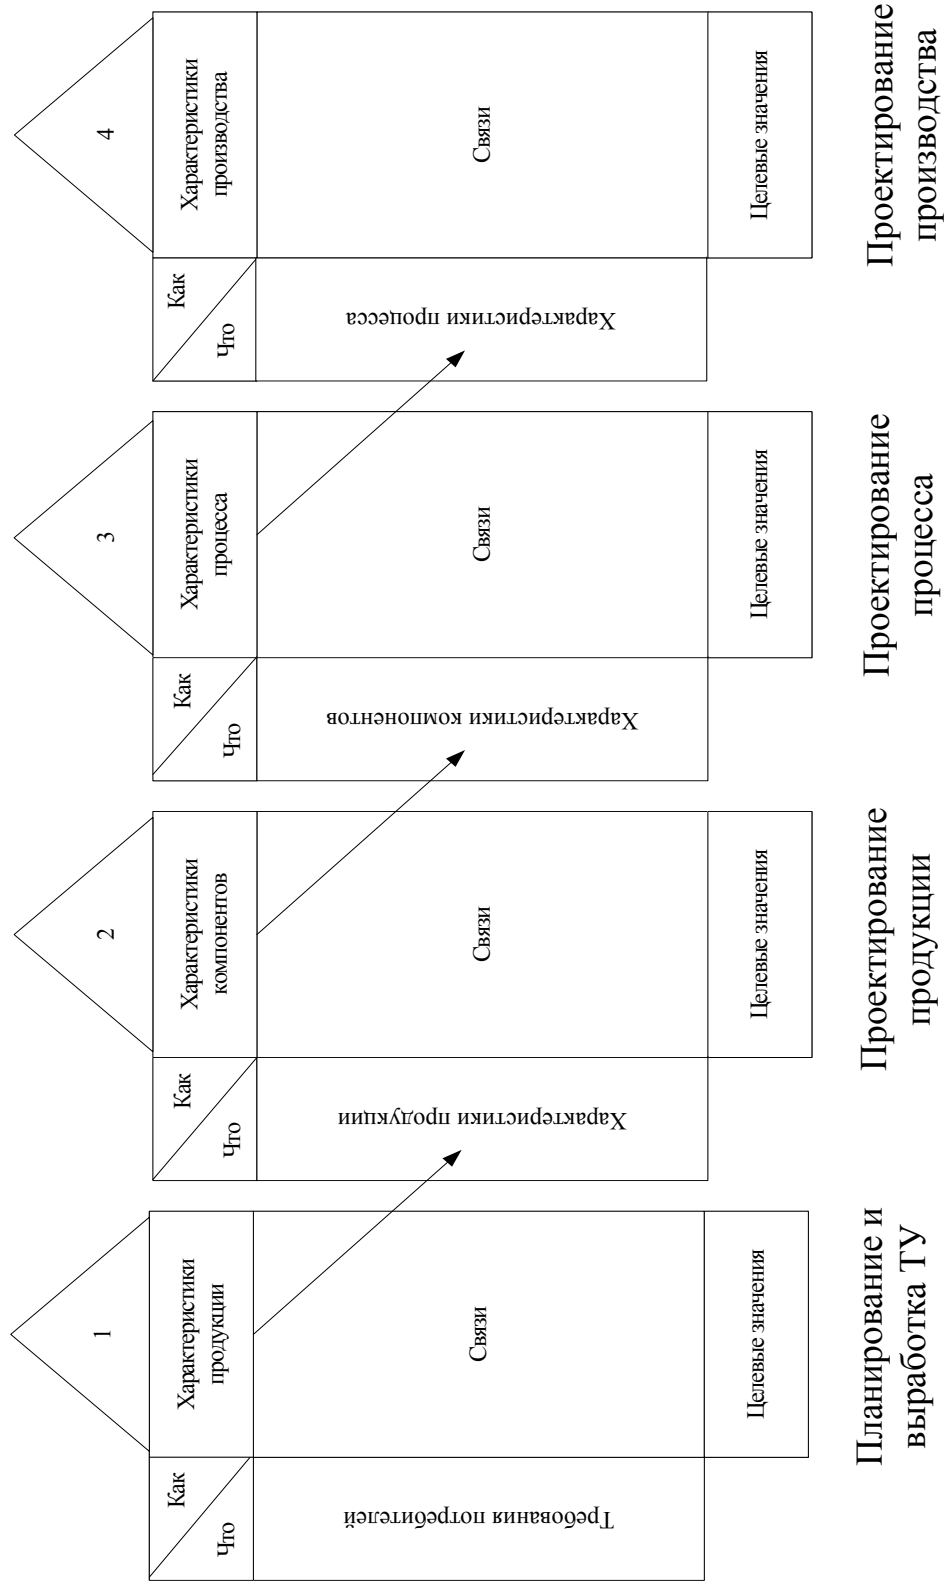 1
Как
Что
Характеристики
продукции
Требования потребителей
Связи
Целевые значения
Планирование и
выработка ТУ
2
Как
Что
Характеристики
компонентов
Характеристики продукции
Связи
Целевые значения
Проектирование
продукции
3
Как
Что
Характеристики
процесса
Характеристики компонентов
Связи
Целевые значения
Проектирование
процесса
4
Как
Что
Характеристики
производства
Характеристики процесса
Связи
Целевые значения
Проектирование
производства